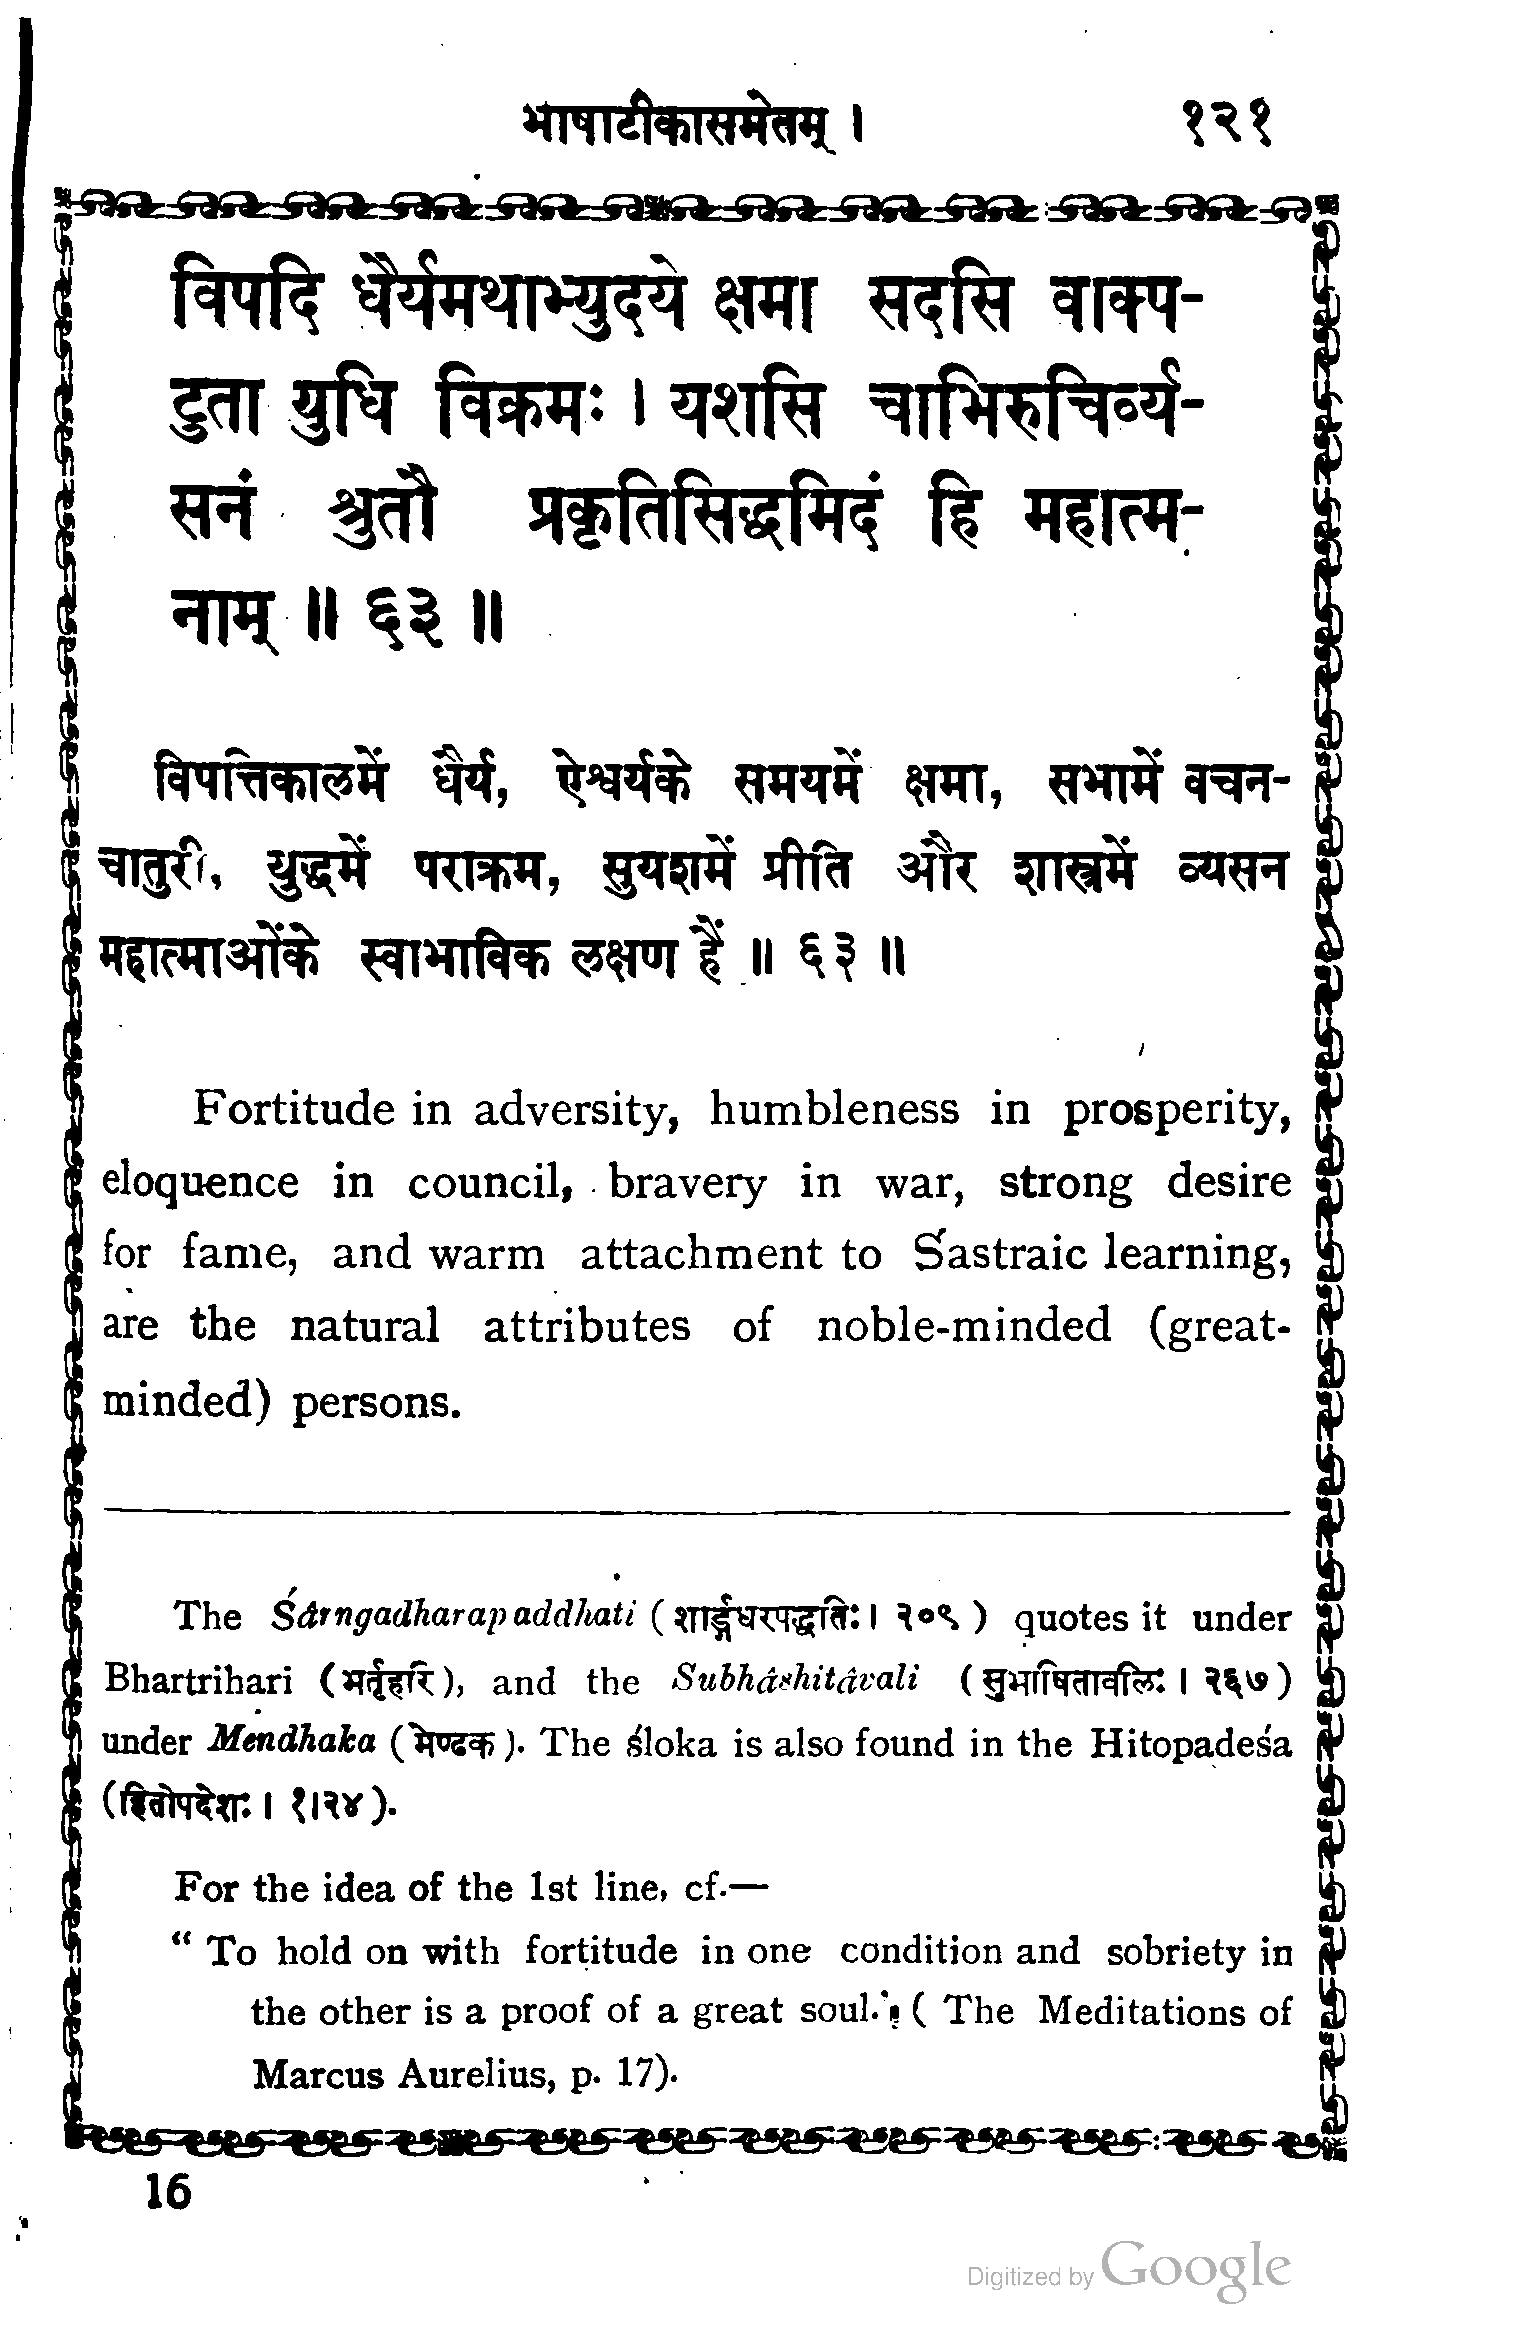 भाषाटीकासमेतम् । १२१
विपदि धैर्यमथाभ्युदये क्षमा सदसि वाक्प-
टुता युधि विक्रमः । यशसि चाभिरुचिर्व्य-
सनं श्रुतौ प्रकृतिसिद्धमिदं हि महात्म-
नाम् ॥ ६३ ॥
विपत्तिकालमें धैर्य, ऐश्वर्यके समयमें क्षमा, सभामें वचन-
चातुरी, युद्धमें पराक्रम, सुयशमें प्रीति और शास्त्रमें व्यसन
महात्माओंके स्वाभाविक लक्षण हैं ॥ ६३ ॥
Fortitude in adversity, humbleness in prosperity,
eloquence in council, bravery in war, strong desire
for fame, and warm attachment to Śastraic learning,
are the natural attributes of noble-minded (great-
minded) persons.
The Śârngadharapaddhati ( शार्ङ्गधरपद्धतिः । २०९ ) quotes it under
Bhartrihari (भर्तृहरि), and the Subhâshitâvali (सुभाषितावलिः । २६७)
under Mendhaka (मेण्ढक). The śloka is also found in the Hitopadeśa
(हितोपदेशः । १।२४).
For the idea of the 1st line, cf.—
“ To hold on with fortitude in one condition and sobriety in
the other is a proof of a great soul.” ( The Meditations of
Marcus Aurelius, p. 17).
16
Digitized by Google